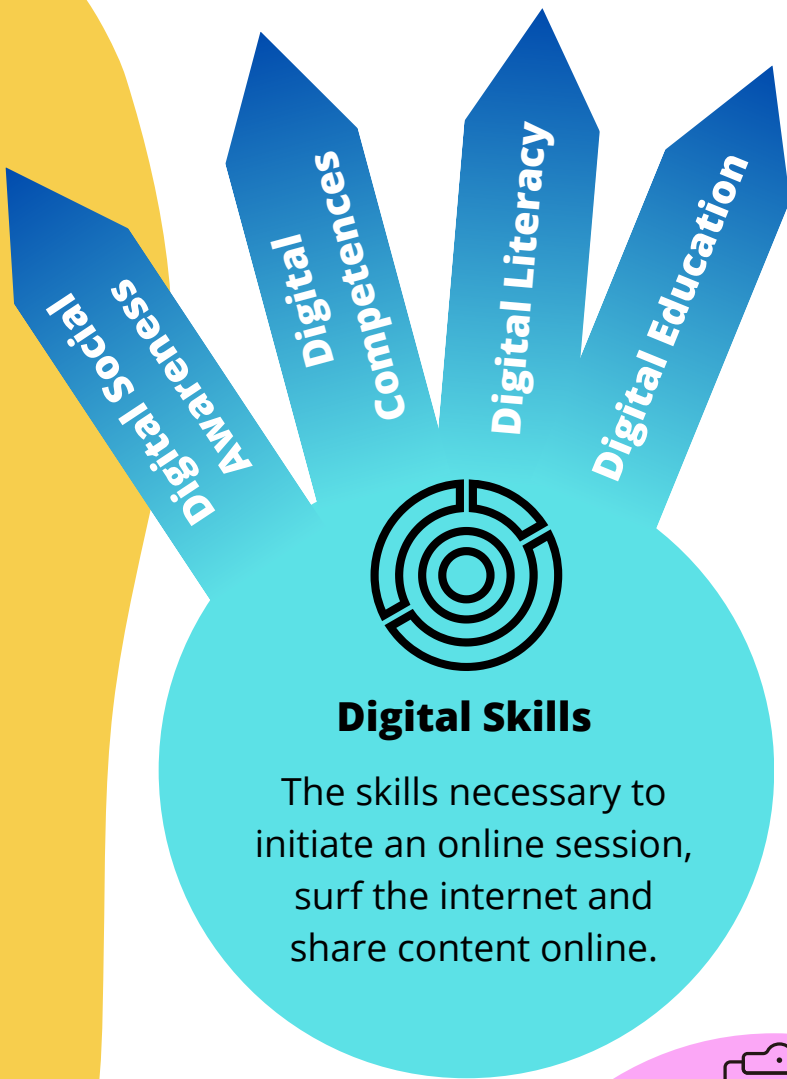 Digital Social
Awareness
Digital
Competences
Digital Literacy
Digital Education
Digital Skills
The skills necessary to
initiate an online session,
surf the internet and
share content online.